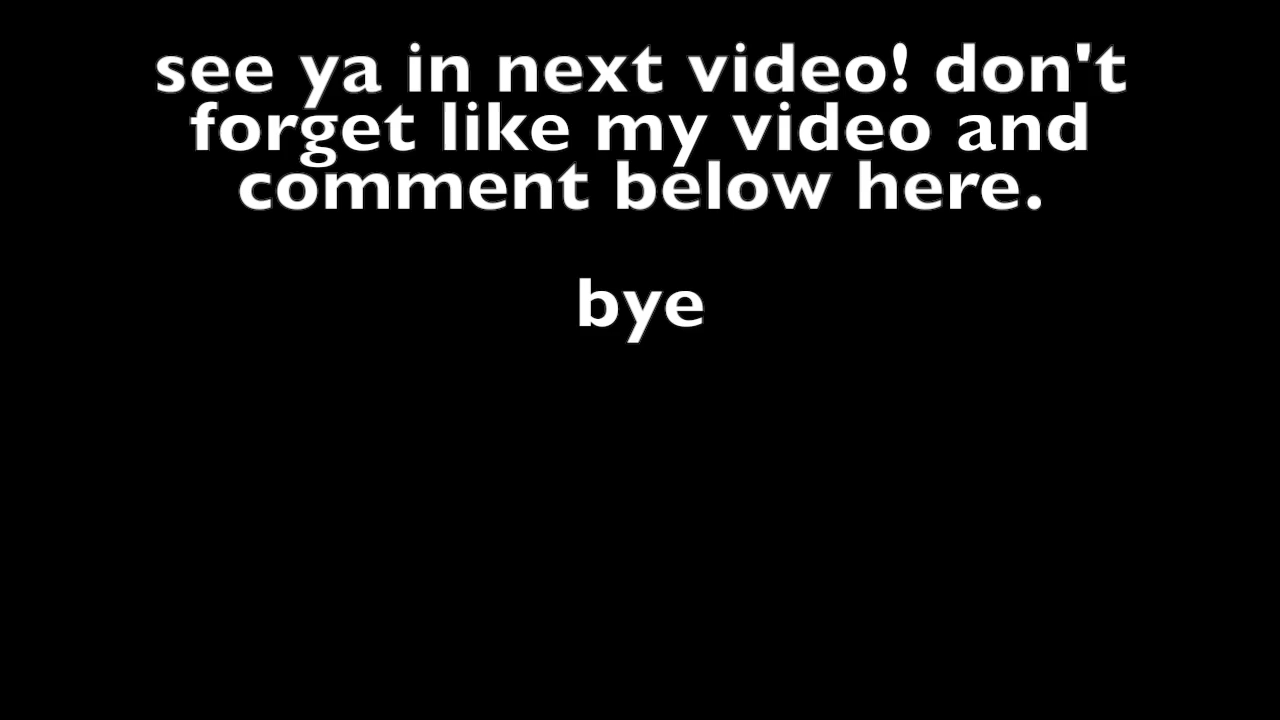 see ya in next video! don't
forget like my video and
comment below here.
bye